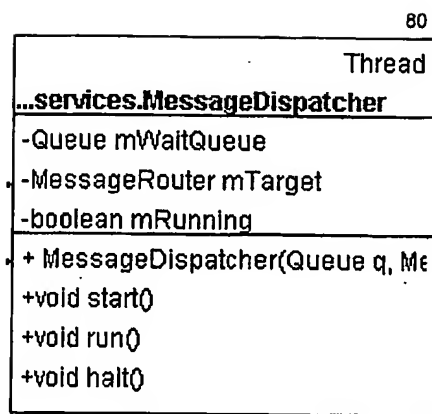 80
Thread
...services.MessageDispatcher
-Queue mWaitQueue
-MessageRouter mTarget
-boolean mRunning
+ MessageDispatcher(Queue q, Me
+void start()
+void run()
+void halt()